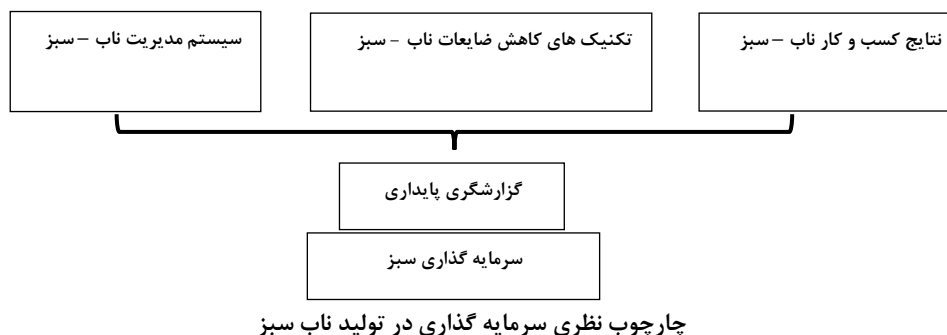 نتایج کسب و کار ناب – سبز
تکنیک های کاهش ضایعات ناب - سبز
سیستم مدیریت ناب – سبز
گزارشگری پایداری
سرمایه گذاری سبز
چارچوب نظری سرمایه گذاری در تولید ناب سبز